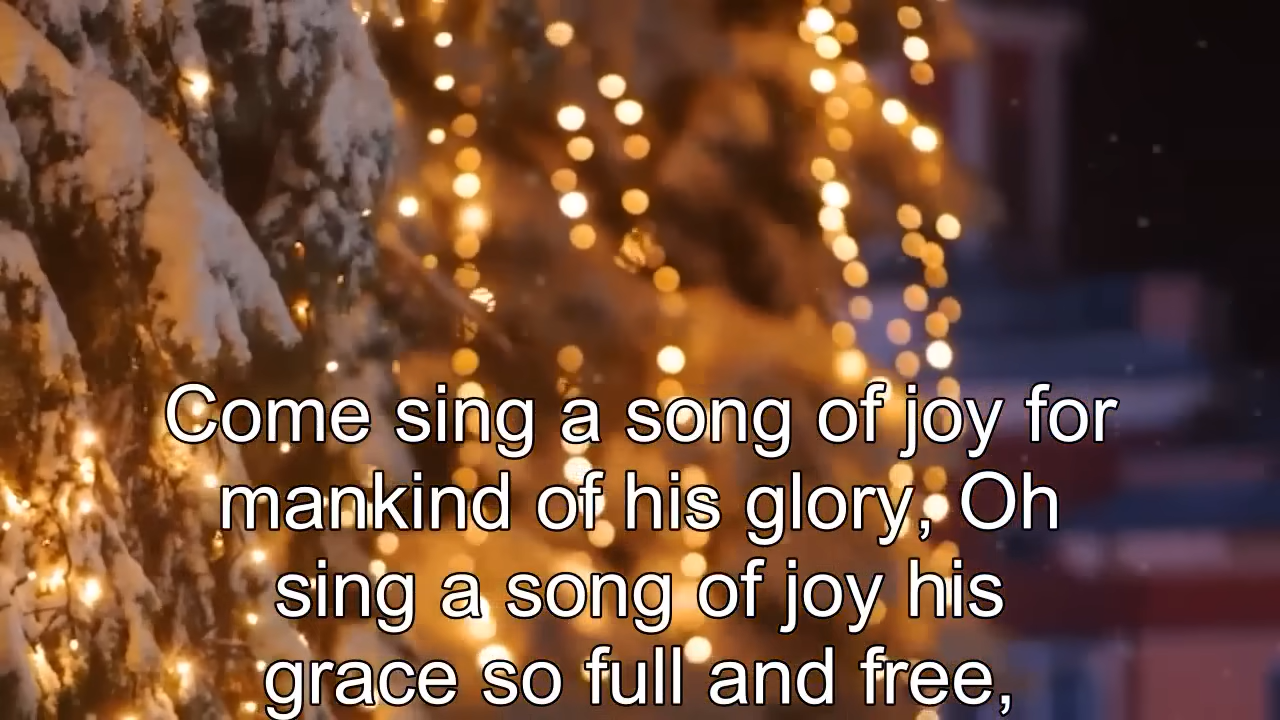 Come sing a song of joy for
mankind of his glory, Oh
sing a song of joy his
grace so full and free,